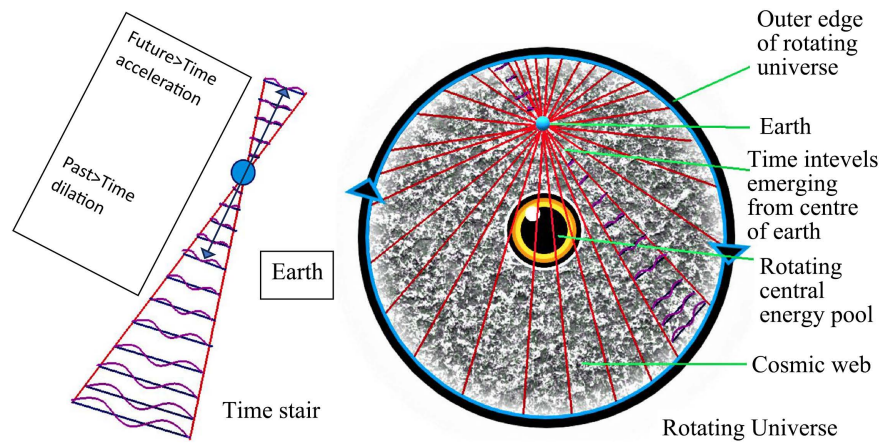 Future>Time
acceleration
Past>Time
dilation
Earth
Time stair
Outer edge
of rotating
universe
Earth
Time intevels
emerging
from centre
of earth
Rotating
central
energy pool
Cosmic web
Rotating Universe